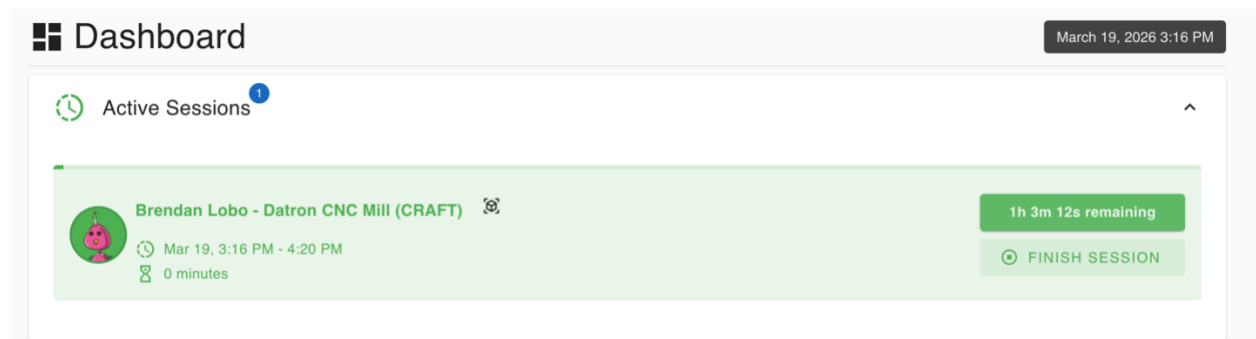 Dashboard
March 19, 2026 3:16 PM
Active Sessions 1
Brendan Lobo - Datron CNC Mill (CRAFT)
1h 3m 12s remaining
Mar 19, 3:16 PM - 4:20 PM
FINISH SESSION
0 minutes